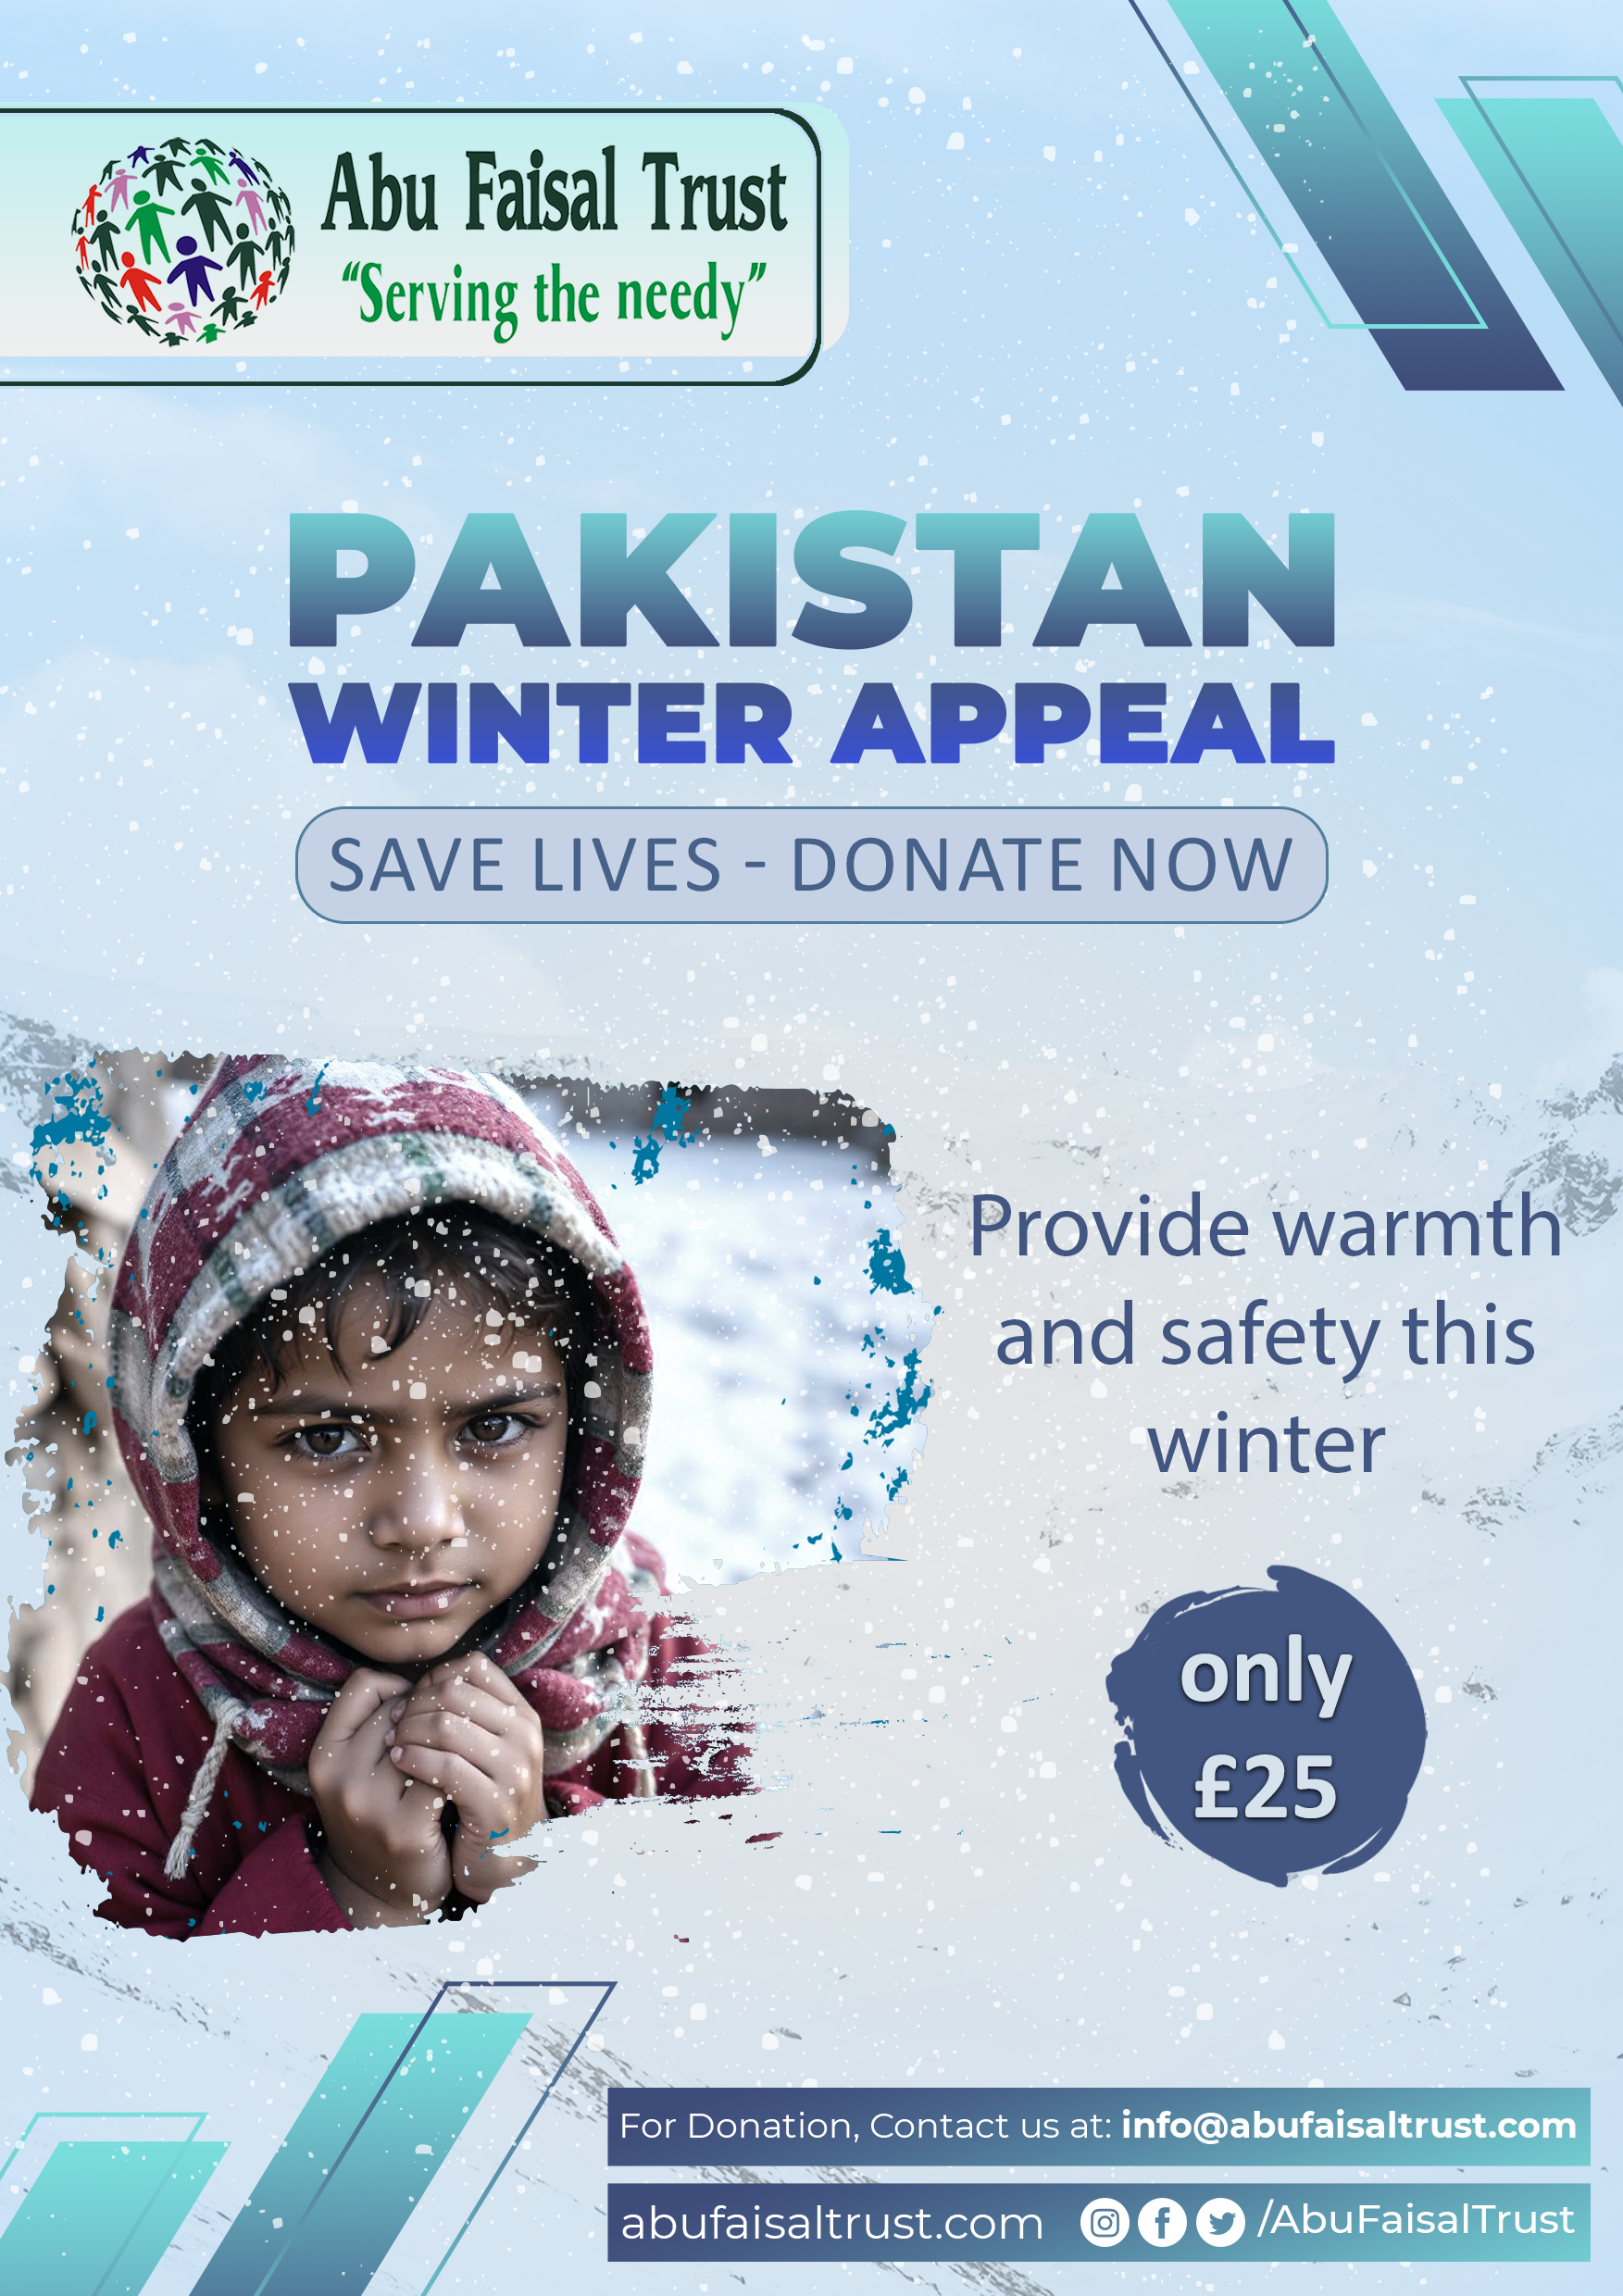 Abu Faisal Trust
“Serving the needy”
PAKISTAN
WINTER APPEAL
SAVE LIVES - DONATE NOW
Provide warmth
and safety this
winter
only
£25
For Donation, Contact us at: info@abufaisaltrust.com
abufaisaltrust.com /AbuFaisalTrust